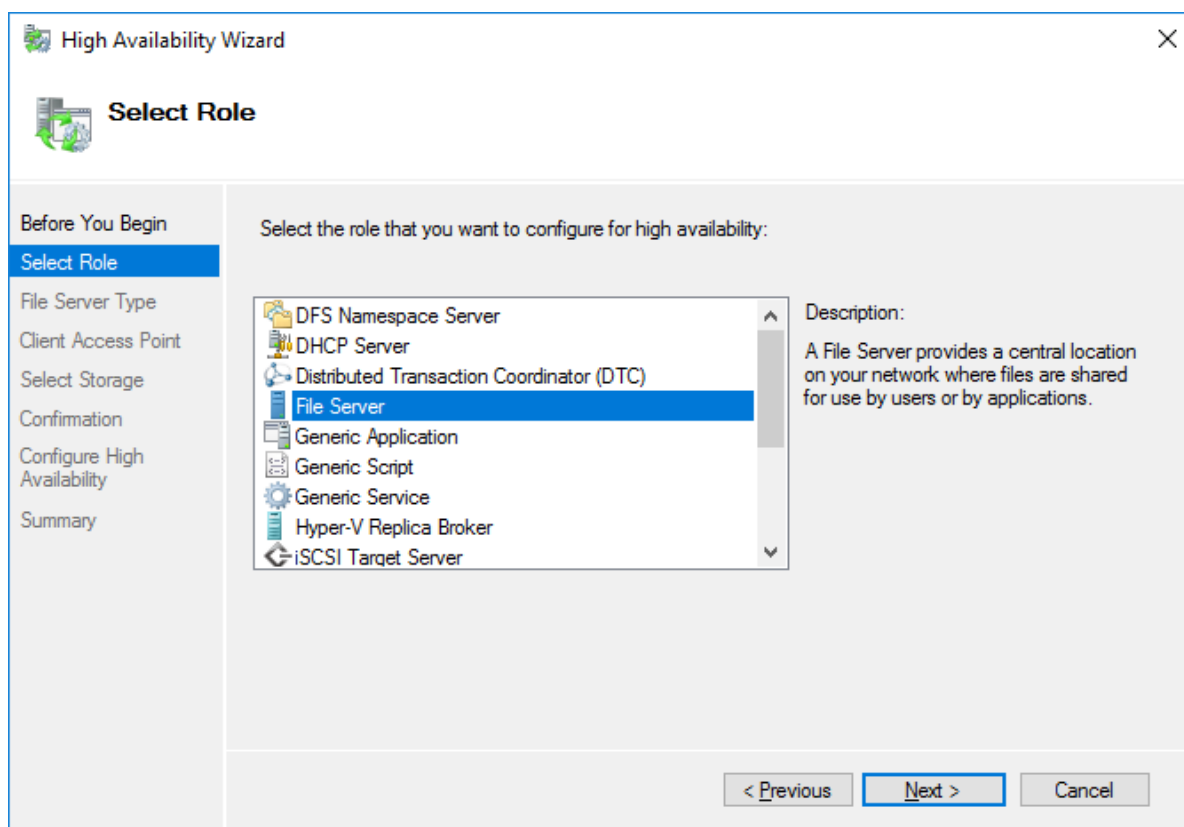 High Availability Wizard
Select Role
Before You Begin
Select Role
File Server Type
Client Access Point
Select Storage
Confirmation
Configure High
Availability
Summary
Select the role that you want to configure for high availability:
DFS Namespace Server
DHCP Server
Distributed Transaction Coordinator (DTC)
File Server
Generic Application
Generic Script
Generic Service
Hyper-V Replica Broker
iSCSI Target Server
Description:
A File Server provides a central location
on your network where files are shared
for use by users or by applications.
< Previous
Next >
Cancel